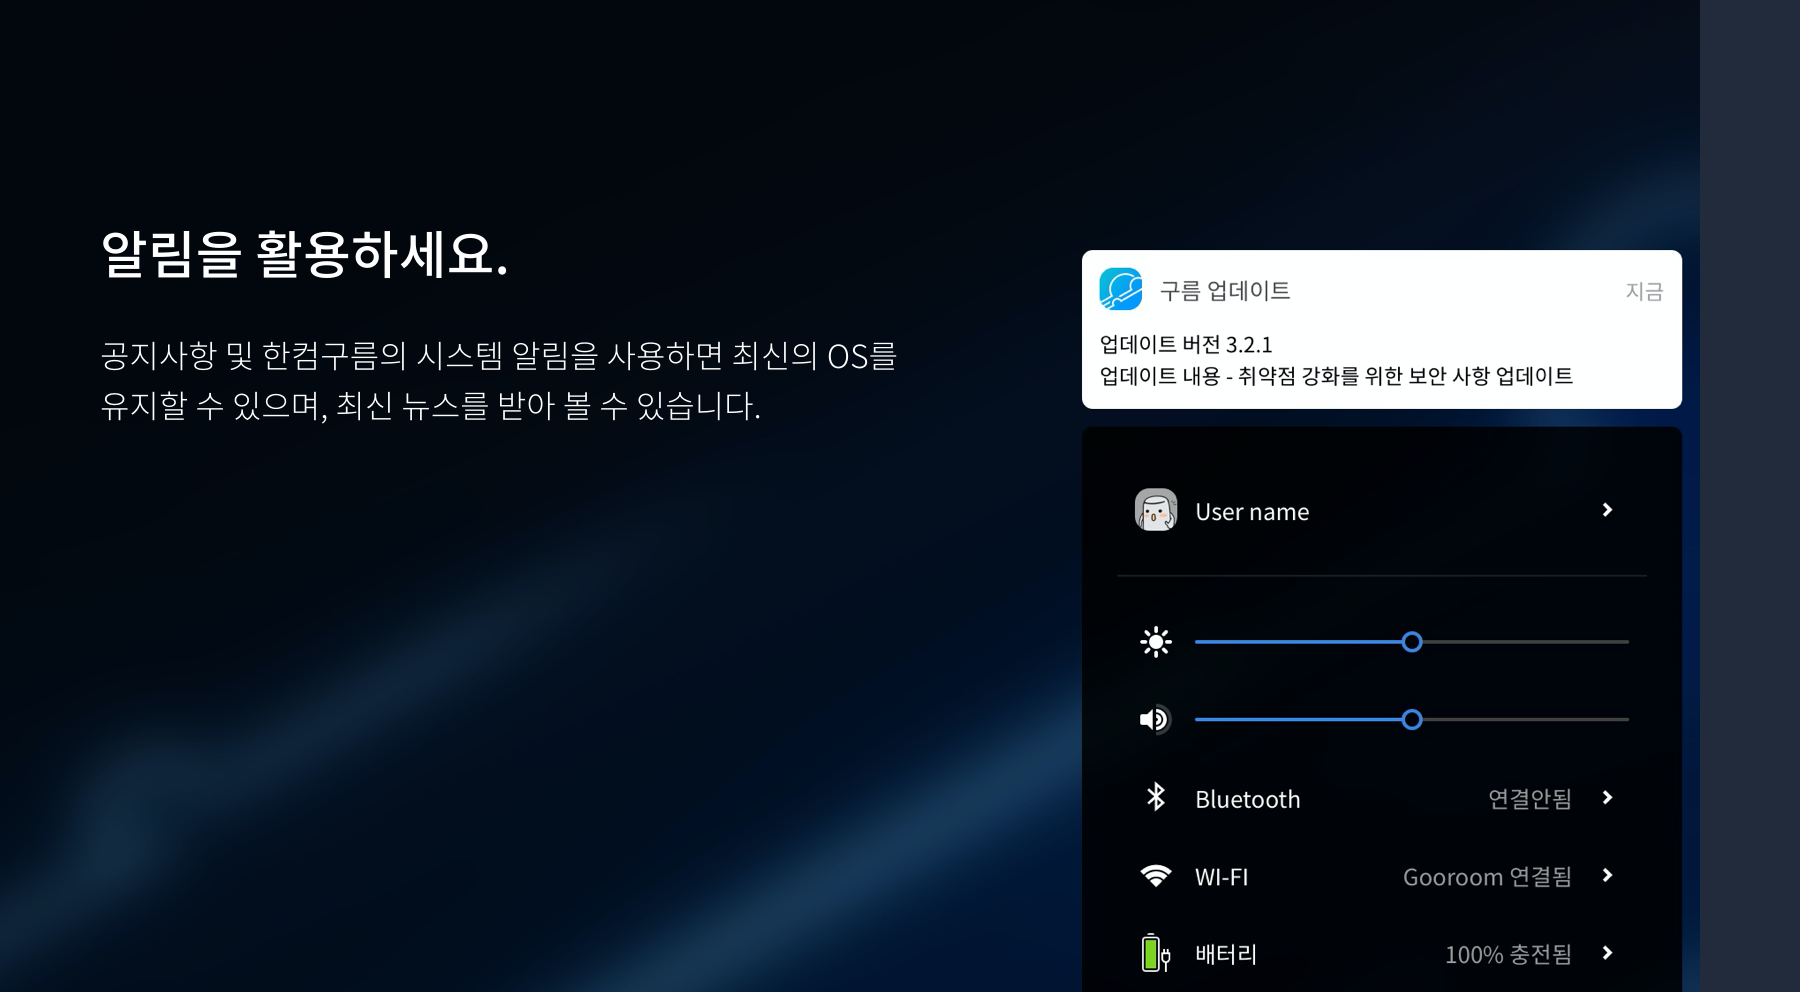 알림을 활용하세요.
공지사항 및 한컴구름의 시스템 알림을 사용하면 최신의 OS를
유지할 수 있으며, 최신 뉴스를 받아 볼 수 있습니다.
구름 업데이트 지금
업데이트 버전 3.2.1
업데이트 내용 - 취약점 강화를 위한 보안 사항 업데이트
User name
Bluetooth 연결안됨
WI-FI Gooroom 연결됨
배터리 100% 충전됨